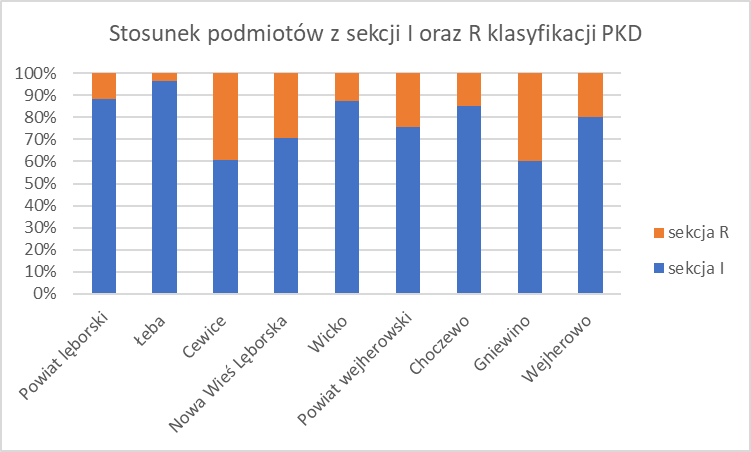 Stosunek podmiotów z sekcji I oraz R klasyfikacji PKD
100%
90%
80%
70%
60%
50%
40%
30%
20%
10%
0%
sekcja R
sekcja I
Powiat lęborski
Łeba
Cewice
Nowa Wieś Lęborska
Wicko
Powiat wejherowski
Choczewo
Gniewino
Wejherowo